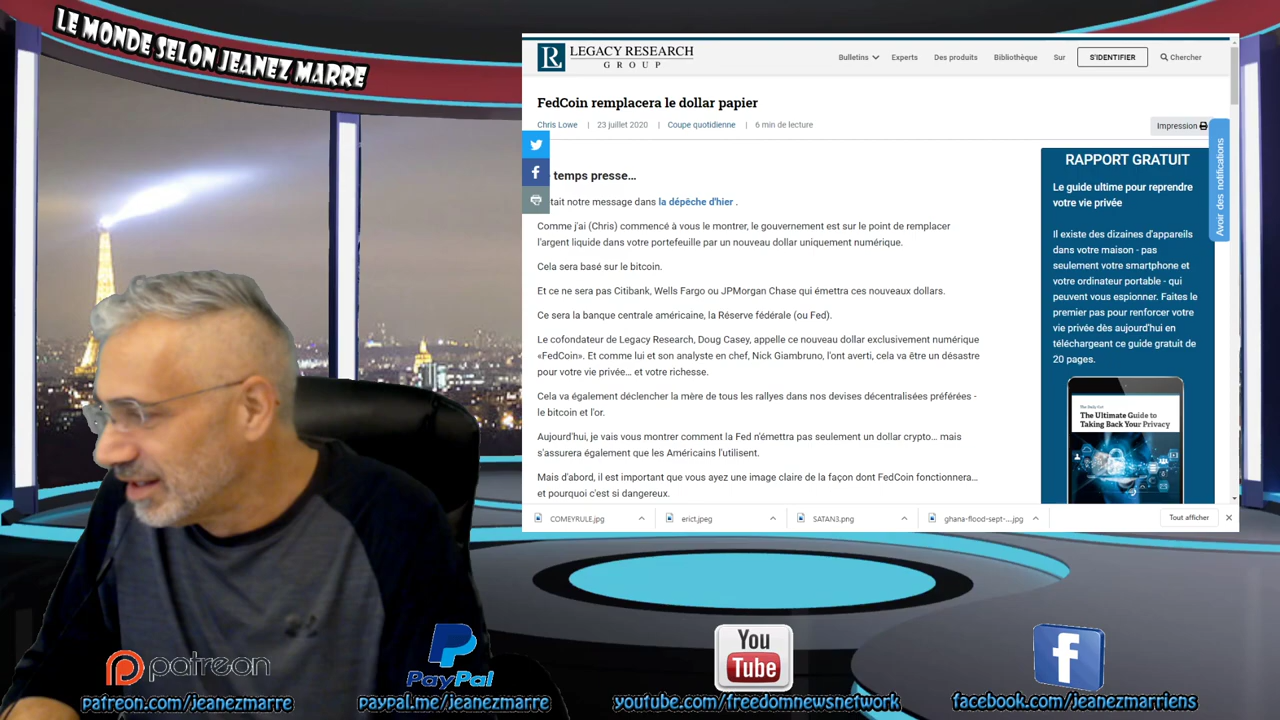 LE MONDE SELON JEANEZ MARRE
LEGACY RESEARCH
GROUP
Bulletins
Experts
Des produits
Bibliothèque
Sur
S'IDENTIFIER
Chercher
FedCoin remplacera le dollar papier
Chris Lowe | 23 juillet 2020 | Coupe quotidienne | 6 min de lecture
Impression
temps presse…
tait notre message dans la dépêche d'hier .
Comme j'ai (Chris) commencé à vous le montrer, le gouvernement est sur le point de remplacer
l'argent liquide dans votre portefeuille par un nouveau dollar uniquement numérique.
Cela sera basé sur le bitcoin.
Et ce ne sera pas Citibank, Wells Fargo ou JPMorgan Chase qui émettra ces nouveaux dollars.
Ce sera la banque centrale américaine, la Réserve fédérale (ou Fed).
Le cofondateur de Legacy Research, Doug Casey, appelle ce nouveau dollar exclusivement numérique
«FedCoin». Et comme lui et son analyste en chef, Nick Giambruno, l'ont averti, cela va être un désastre
pour votre vie privée… et votre richesse.
Cela va également déclencher la mère de tous les rallyes dans nos devises décentralisées préférées -
le bitcoin et l'or.
Aujourd'hui, je vais vous montrer comment la Fed n'émettra pas seulement un dollar crypto… mais
s'assurera également que les Américains l'utilisent.
Mais d'abord, il est important que vous ayez une image claire de la façon dont FedCoin fonctionnera…
et pourquoi c'est si dangereux.
RAPPORT GRATUIT
Le guide ultime pour reprendre
votre vie privée
Il existe des dizaines d'appareils
dans votre maison - pas
seulement votre smartphone et
votre ordinateur portable - qui
peuvent vous espionner. Faites le
premier pas pour renforcer votre
vie privée dès aujourd'hui en
téléchargeant ce guide gratuit de
20 pages.
The Ultimate Guide to
Taking Back Your Privacy
Avoir des notifications
COMEYRULE.jpg
erict.jpeg
SATAN3.png
ghana-flood-sept-....jpg
Tout afficher
patreon
PayPal
You
Tube
patreon.com/jeanezmarre
paypal.me/jeanezmarre
youtube.com/freedomnewsnetwork
facebook.com/jeanezmarriens